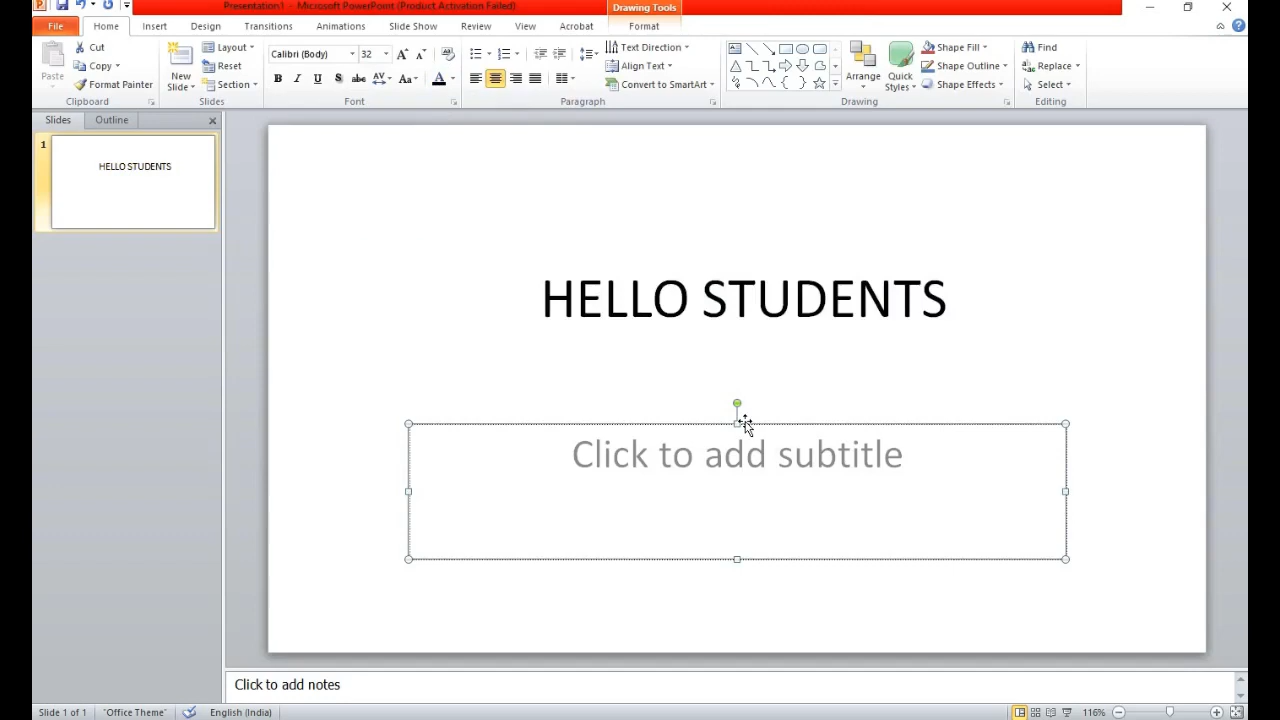 Presentation1 - Microsoft PowerPoint (Product Activation Failed)
Drawing Tools
File Home Insert Design Transitions Animations Slide Show Review View Acrobat Format
Paste
Cut
Copy
Format Painter
Clipboard
New
Slide
Layout
Reset
Section
Slides
Calibri (Body) 32
B I U S abc AV Aa A
Font
Text Direction
Align Text
Convert to SmartArt
Paragraph
Arrange
Quick
Styles
Shape Fill
Shape Outline
Shape Effects
Drawing
Find
Replace
Select
Editing
Slides Outline
1
HELLO STUDENTS
HELLO STUDENTS
Click to add subtitle
Click to add notes
Slide 1 of 1 "Office Theme" English (India) 116%